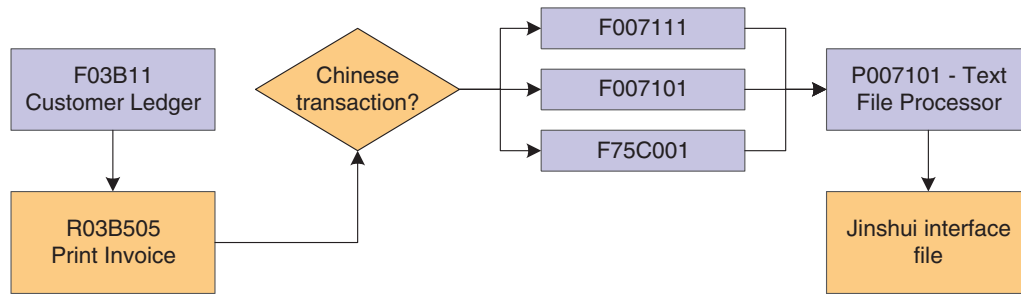 F03B11
Customer Ledger
R03B505
Print Invoice
Chinese
transaction?
F007111
F007101
F75C001
P007101 - Text
File Processor
Jinshui interface
file